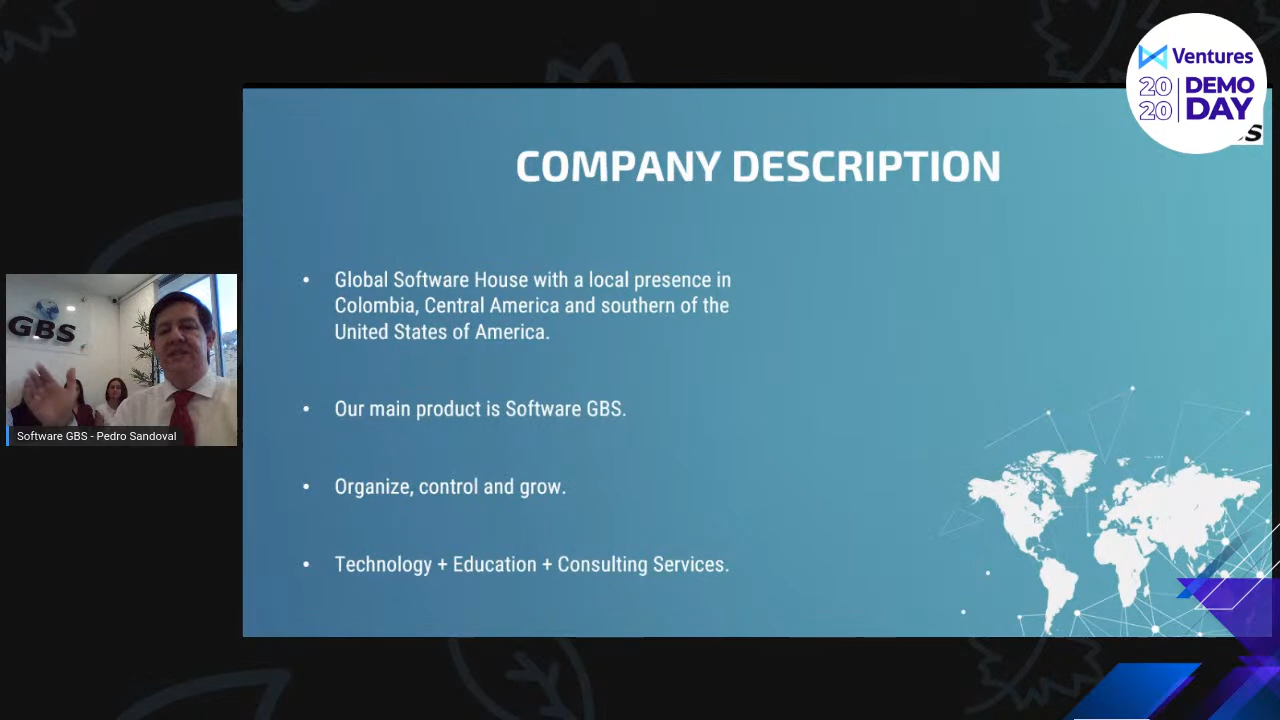 Ventures
20
20
DEMO
DAY
COMPANY DESCRIPTION
• Global Software House with a local presence in
Colombia, Central America and southern of the
United States of America.
• Our main product is Software GBS.
• Organize, control and grow.
• Technology + Education + Consulting Services.
GBS
Software GBS - Pedro Sandoval